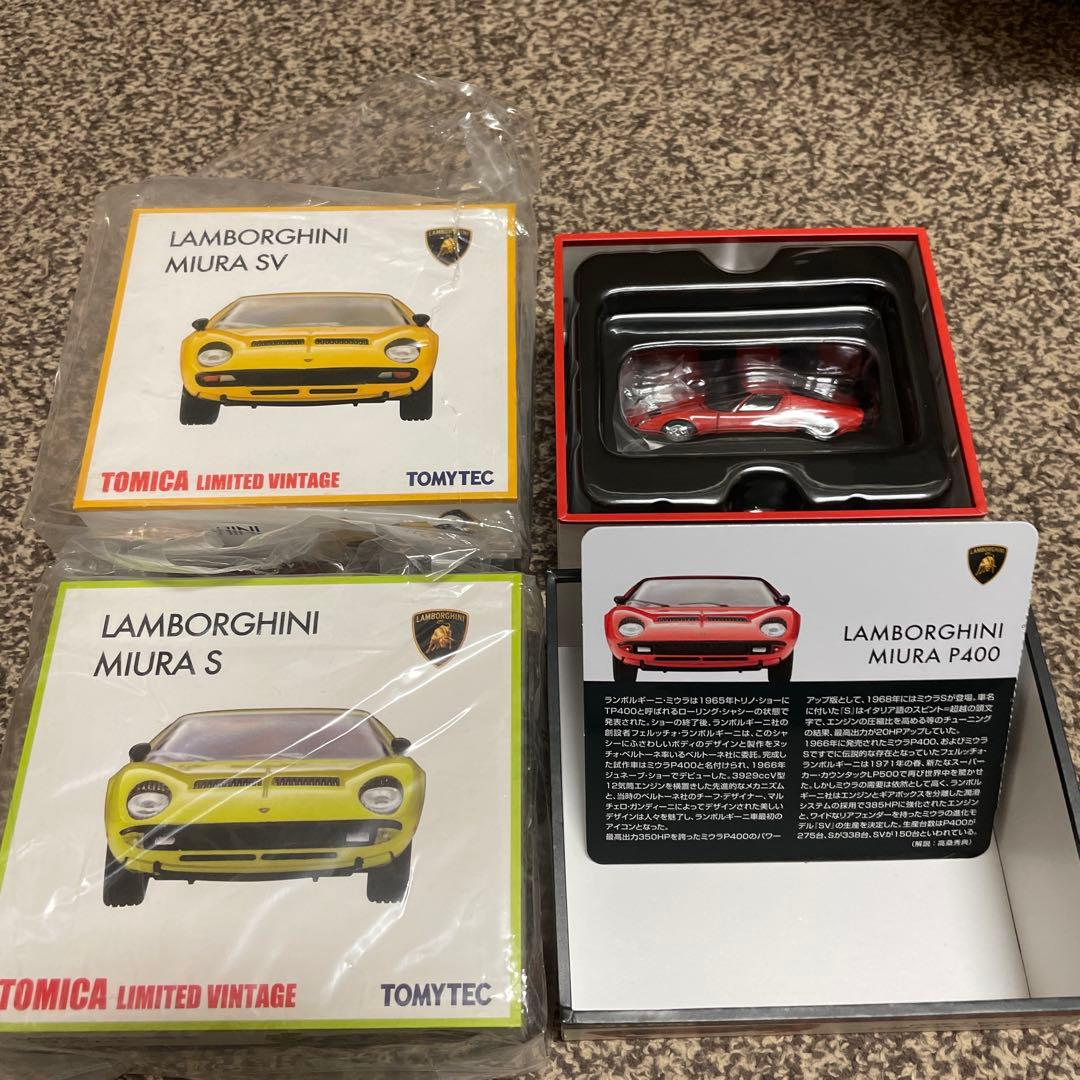 LAMBORGHINI
MIURA SV
LAMBORGHINI
TOMICA LIMITED VINTAGE
TOMYTEC
LAMBORGHINI
MIURA S
LAMBORGHINI
TOMICA LIMITED VINTAGE
TOMYTEC
LAMBORGHINI
LAMBORGHINI
MIURA P400
ランボルギーニ・ミウラは1965年トリノ・ショーに
TP400と呼ばれるローリング・シャシーの状態で
発表された。ショーの終了後、ランボルギーニ社の
創設者フェルッチォ・ランボルギーニは、このシャ
シーにふさわしいボディのデザインと製作をヌッ
チォ・ベルトーネ率いるベルトーネ社に委託。完成し
た試作車はミウラP400と名付けられ、1966年
ジュネーブ・ショーでデビューした。3929ccV型
12気筒エンジンを横置きした先進的なメカニズム
と、当時のベルトーネ社のチーフ・デザイナー、マル
チェロ・ガンディーニによってデザインされた美しい
デザインは人々を魅了し、ランボルギーニ車最初の
アイコンとなった。
最高出力350HPを誇ったミウラP400のパワー
アップ版として、1968年にはミウラSが登場。車名
に付いた「S」はイタリア語のスピント=超越の頭文
字で、エンジンの圧縮比を高める等のチューニング
の結果、最高出力が20HPアップしていた。
1966年に発売されたミウラP400、およびミウラ
Sですでに伝説的な存在となっていたフェルッチォ・
ランボルギーニは1971年の春、新たなスーパー
カー・カウンタックLP500で再び世界中を驚かせ
た。しかしミウラの需要は依然として高く、ランボル
ギーニ社はエンジンとギアボックスを分離した潤滑
システムの採用で385HPに強化されたエンジン
と、ワイドなリアフェンダーを持ったミウラの進化モ
デル「SV」の生産を決定した。生産台数はP400が
275台、Sが338台、SVが150台といわれている。
(解説:高桑秀典)